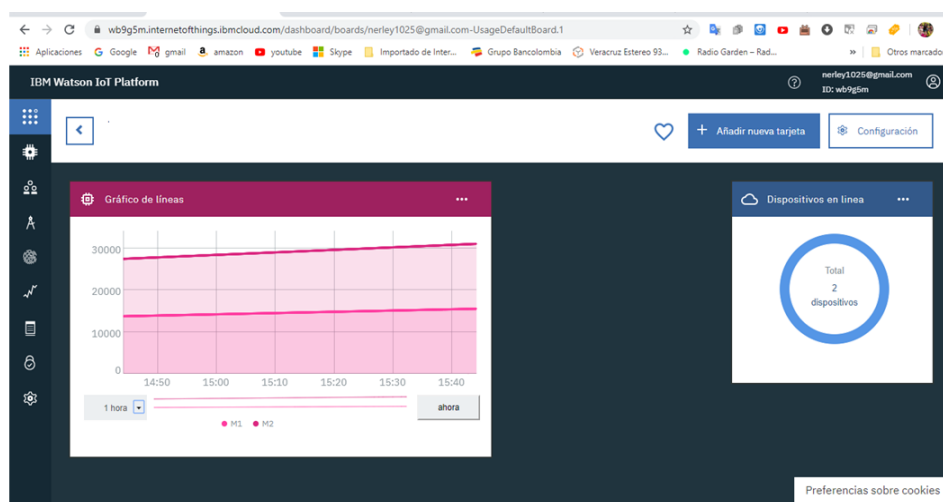 wb9g5m.internetofthings.ibmcloud.com/dashboard/boards/nerley1025@gmail.com-UsageDefaultBoard.1
Aplicaciones Google gmail amazon youtube Skype Importado de Inter... Grupo Bancolombia Veracruz Estereo 93... Radio Garden – Rad... » Otros marcado
IBM Watson IoT Platform
nerley1025@gmail.com
ID: wb9g5m
+ Añadir nueva tarjeta
Configuración
Gráfico de líneas
Dispositivos en linea
30000
20000
10000
0
14:50 15:00 15:10 15:20 15:30 15:40
1 hora
ahora
M1 M2
Total
2
dispositivos
Preferencias sobre cookies